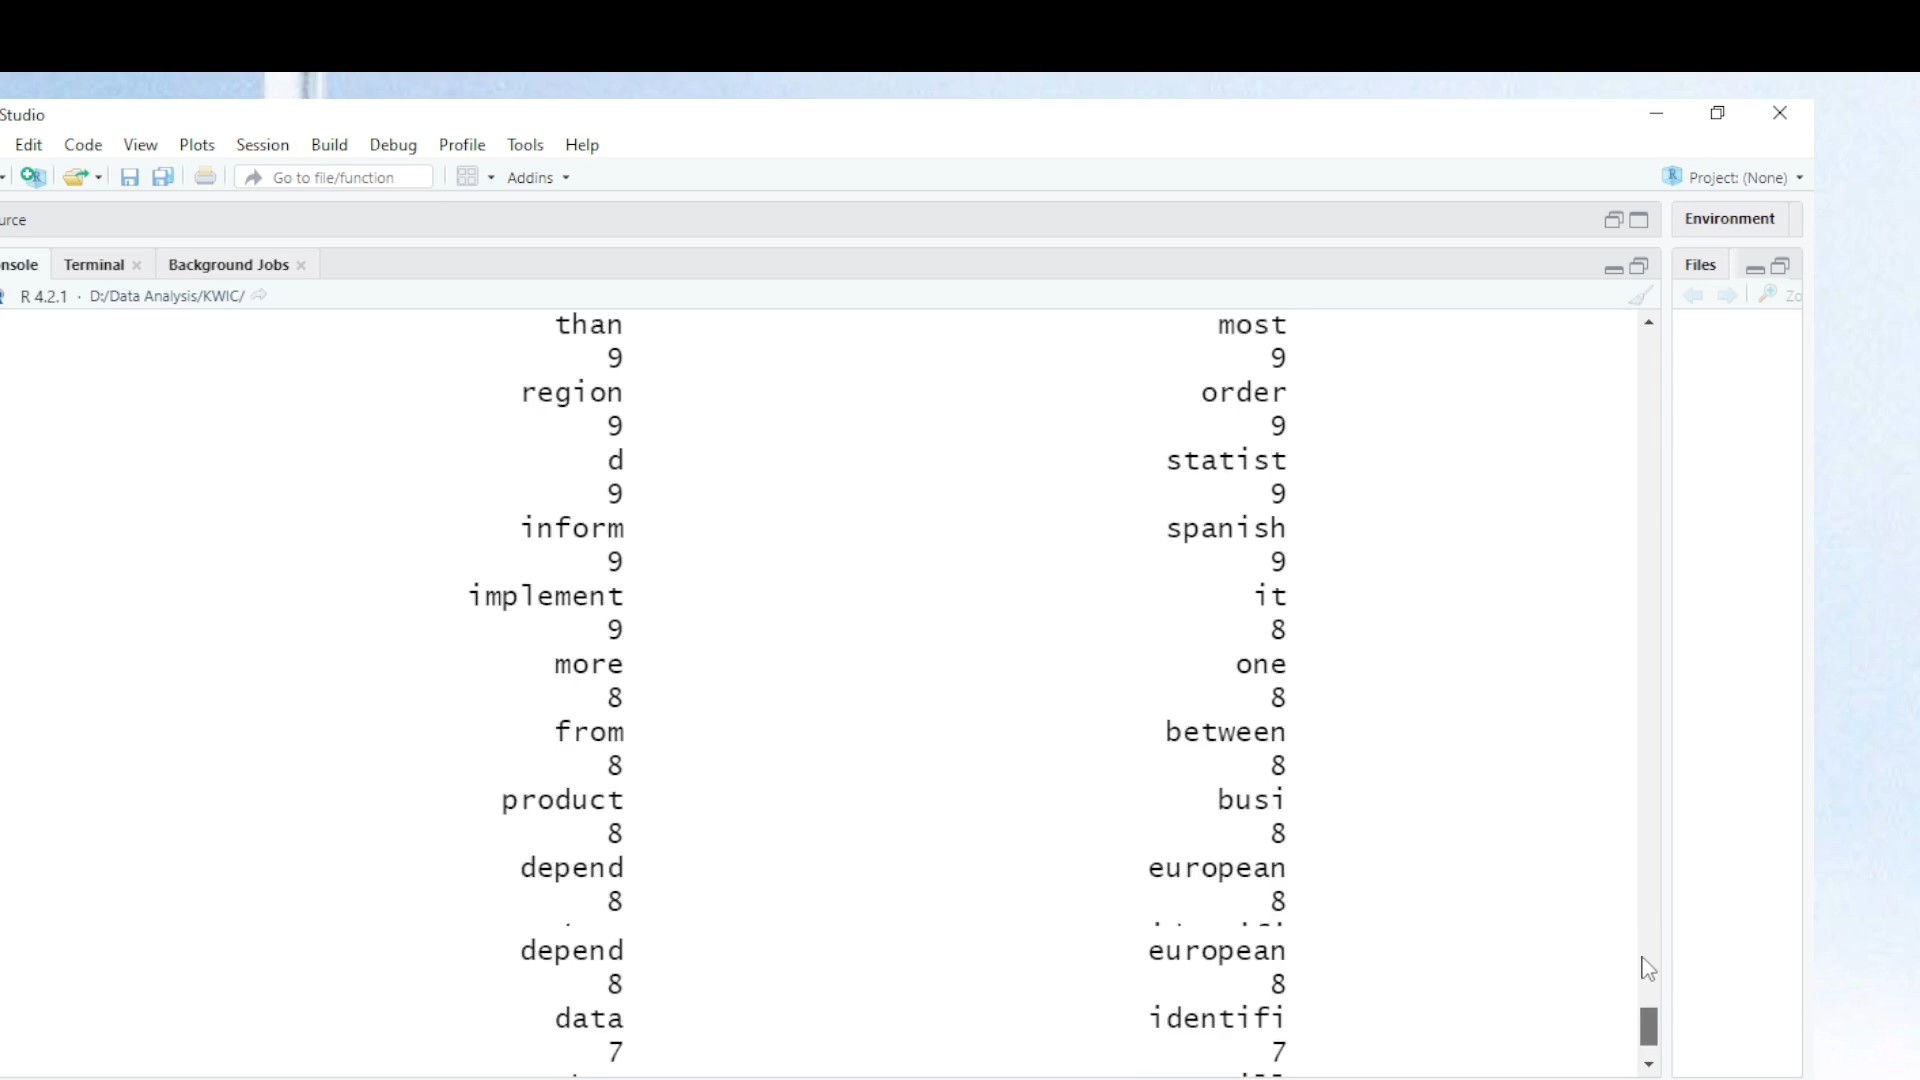 Studio
Edit Code View Plots Session Build Debug Profile Tools Help
Go to file/function Addins Project: (None)
urce Environment
nsole Terminal Background Jobs Files
R 4.2.1 · D:/Data Analysis/KWIC/ Zo
than most
9 9
region order
9 9
d statist
9 9
inform spanish
9 9
implement it
9 8
more one
8 8
from between
8 8
product busi
8 8
depend european
8 8
depend european
8 8
data identifi
7 7